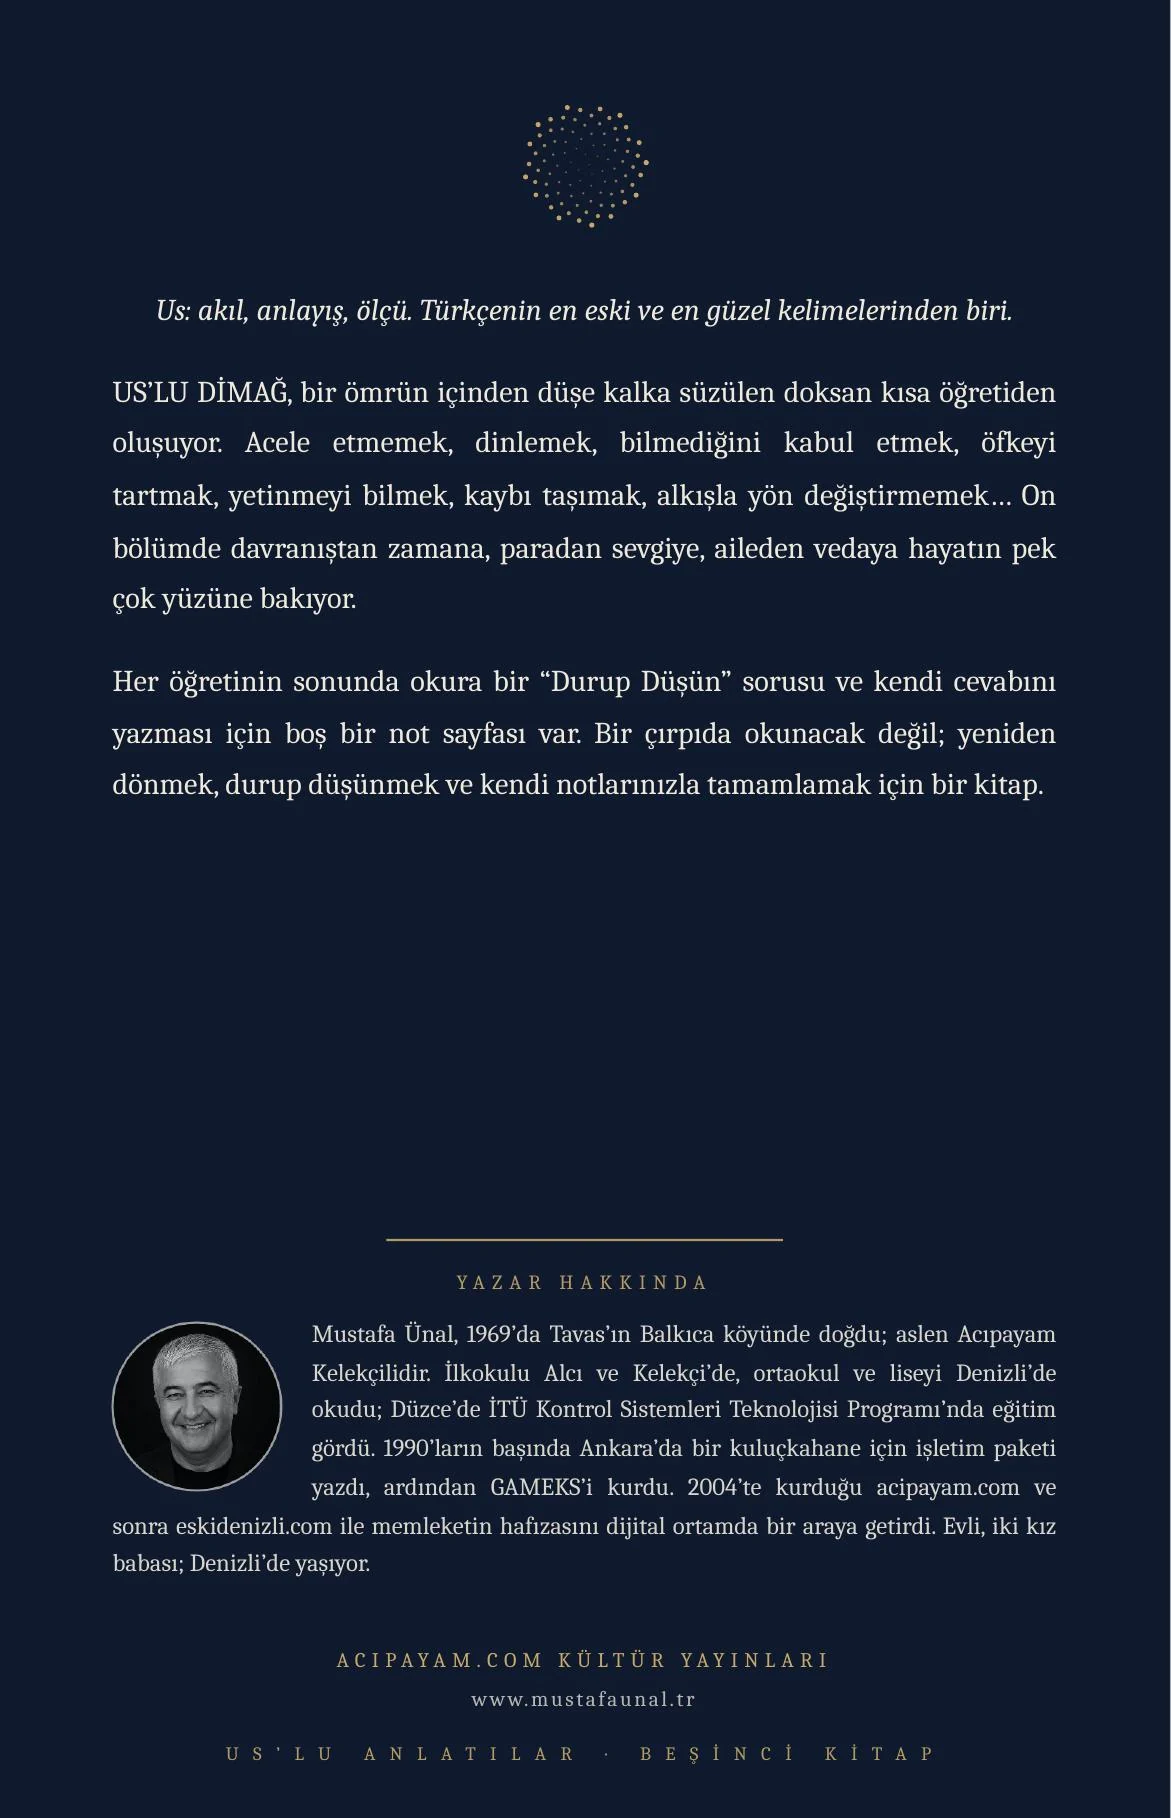 Us: akıl, anlayış, ölçü. Türkçenin en eski ve en güzel kelimelerinden biri.
US’LU DİMAĞ, bir ömrün içinden düşe kalka süzülen doksan kısa öğretiden
oluşuyor. Acele etmemek, dinlemek, bilmediğini kabul etmek, öfkeyi
tartmak, yetinmeyi bilmek, kaybı taşımak, alkışla yön değiştirmemek… On
bölümde davranıştan zamana, paradan sevgiye, aileden vedaya hayatın pek
çok yüzüne bakıyor.
Her öğretinin sonunda okura bir “Durup Düşün” sorusu ve kendi cevabını
yazması için boş bir not sayfası var. Bir çırpıda okunacak değil; yeniden
dönmek, durup düşünmek ve kendi notlarınızla tamamlamak için bir kitap.
YAZAR HAKKINDA
Mustafa Ünal, 1969’da Tavas’ın Balkıca köyünde doğdu; aslen Acıpayam
Kelekçilidir. İlkokulu Alcı ve Kelekçi’de, ortaokul ve liseyi Denizli’de
okudu; Düzce’de İTÜ Kontrol Sistemleri Teknolojisi Programı’nda eğitim
gördü. 1990’ların başında Ankara’da bir kuluçkahane için işletim paketi
yazdı, ardından GAMEKS’i kurdu. 2004’te kurduğu acipayam.com ve
sonra eskidenizli.com ile memleketin hafızasını dijital ortamda bir araya getirdi. Evli, iki kız
babası; Denizli’de yaşıyor.
ACIPAYAM.COM KÜLTÜR YAYINLARI
www.mustafaunal.tr
US’LU ANLATILAR · BEŞİNCİ KİTAP